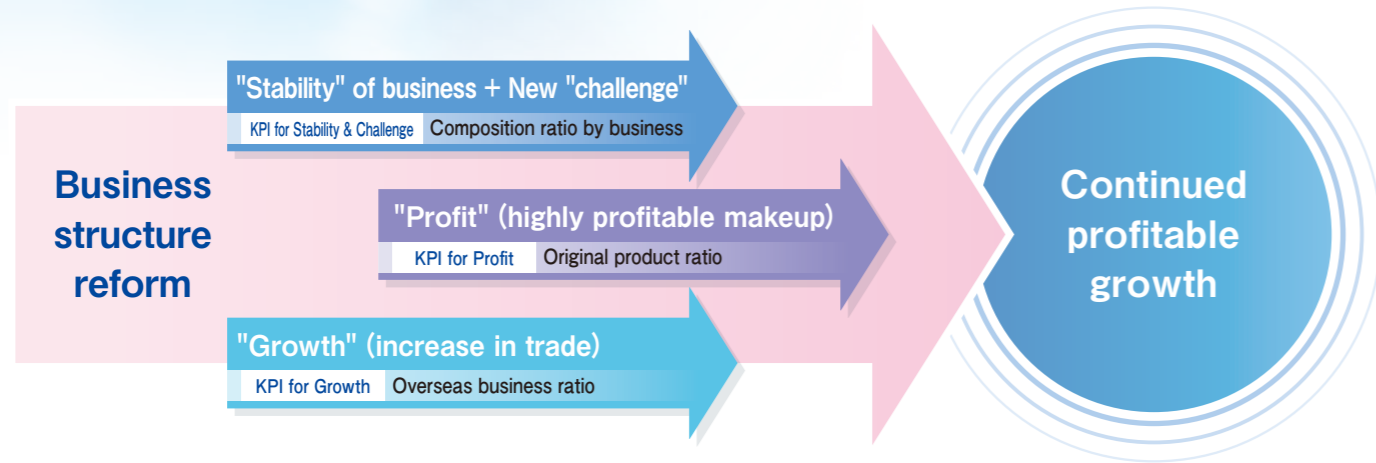 Business
structure
reform
"Stability" of business + New "challenge"
KPI for Stability & Challenge Composition ratio by business
"Profit" (highly profitable makeup)
KPI for Profit Original product ratio
"Growth" (increase in trade)
KPI for Growth Overseas business ratio
Continued
profitable
growth